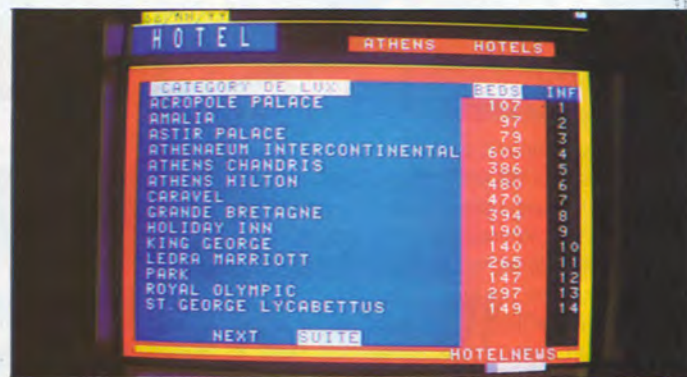 HOTEL
ATHENS HOTELS
CATEGORY DE LUX BEDS INF
ACROPOLE PALACE 107 1
AMALIA 97 2
ASTIR PALACE 79 3
ATHENAEUM INTERCONTINENTAL 605 4
ATHENS CHANDRIS 386 5
ATHENS HILTON 480 6
CARAVEL 470 7
GRANDE BRETAGNE 394 8
HOLIDAY INN 190 9
KING GEORGE 140 10
LEDRA MARRIOTT 265 11
PARK 147 12
ROYAL OLYMPIC 297 13
ST.GEORGE LYCABETTUS 149 14
NEXT SUITE
HOTELNEWS